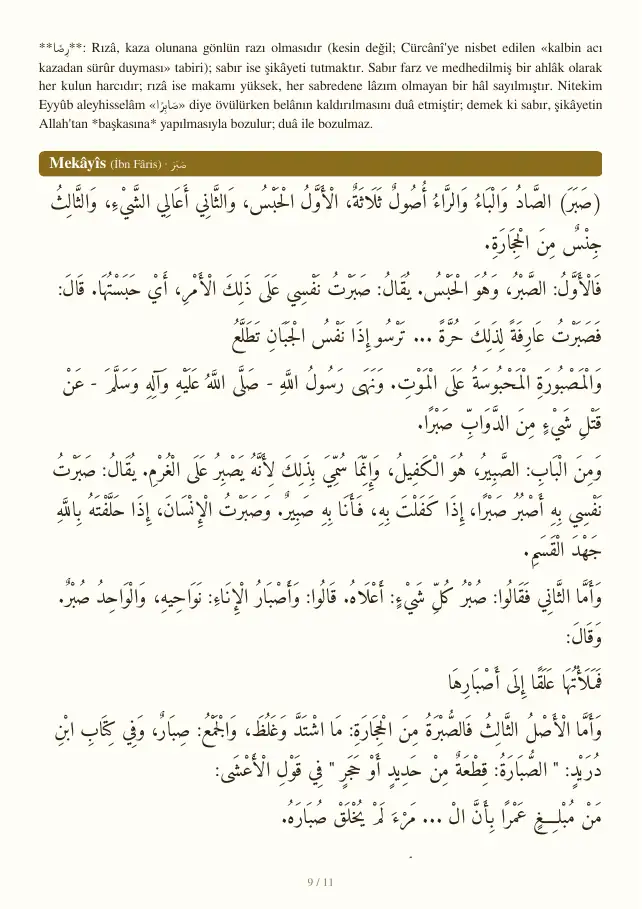 **رِضًا**: Rızâ, kaza olunana gönlün razı olmasıdır (kesin değil; Cürcânî'ye nisbet edilen «kalbin acı
kazadan sürûr duyması» tabiri); sabır ise şikâyeti tutmaktır. Sabır farz ve medhedilmiş bir ahlâk olarak
her kulun harcıdır; rızâ ise makamı yüksek, her sabredene lâzım olmayan bir hâl sayılmıştır. Nitekim
Eyyûb aleyhisselâm «صَابِرًا» diye övülürken belânın kaldırılmasını duâ etmiştir; demek ki sabır, şikâyetin
Allah'tan *başkasına* yapılmasıyla bozulur; duâ ile bozulmaz.
Mekâyîs (İbn Fâris) · صَبَرَ
(صَبَرَ) الصَّادُ وَالْبَاءُ وَالرَّاءُ أُصُولٌ ثَلَاثَةٌ، الْأَوَّلُ الْحَبْسُ، وَالثَّانِي أَعَالِي الشَّيْءِ، وَالثَّالِثُ
جِنْسٌ مِنَ الْحِجَارَةِ.
فَالْأَوَّلُ: الصَّبْرُ، وَهُوَ الْحَبْسُ. يُقَالُ: صَبَرْتُ نَفْسِي عَلَى ذَلِكَ الْأَمْرِ، أَيْ حَبَسْتُهَا. قَالَ:
فَصَبَرْتُ عَارِفَةً لِذَلِكَ حُرَّةً ... تَرْسُو إِذَا نَفْسُ الْجَبَانِ تَطَلَّعُ
وَالْمَصْبُورَةِ الْمَحْبُوسَةُ عَلَى الْمَوْتِ. وَنَهَى رَسُولُ اللَّهِ - صَلَّى اللَّهُ عَلَيْهِ وَآلِهِ وَسَلَّمَ - عَنْ
قَتْلِ شَيْءٍ مِنَ الدَّوَابِّ صَبْرًا.
وَمِنَ الْبَابِ: الصَّبِيرُ، هُوَ الْكَفِيلُ، وَإِنَّمَا سُمِّيَ بِذَلِكَ لِأَنَّهُ يَصْبِرُ عَلَى الْغُرْمِ. يُقَالُ: صَبَرْتُ
نَفْسِي بِهِ أَصْبُرُ صَبْرًا، إِذَا كَفَلْتَ بِهِ، فَأَنَا بِهِ صَبِيرٌ. وَصَبَرْتُ الْإِنْسَانَ، إِذَا حَلَّفْتَهُ بِاللَّهِ
جَهْدَ الْقَسَمِ.
وَأَمَّا الثَّانِي فَقَالُوا: صُبْرُ كُلِّ شَيْءٍ: أَعْلَاهُ. قَالُوا: وَأَصْبَارُ الْإِنَاءِ: نَوَاحِيهِ، وَالْوَاحِدُ صُبْرٌ.
وَقَالَ:
فَمَلَأْتُهَا عَلَقًا إِلَى أَصْبَارِهَا
وَأَمَّا الْأَصْلُ الثَّالِثُ فَالصُّبْرَةُ مِنَ الْحِجَارَةِ: مَا اشْتَدَّ وَغَلُظَ، وَالْجَمْعُ: صِبَارٌ، وَفِي كِتَابِ ابْنِ
دُرَيْدٍ: " الصُّبَارَةُ: قِطْعَةٌ مِنْ حَدِيدٍ أَوْ حَجَرٍ " فِي قَوْلِ الْأَعْشَى:
مَنْ مُبْلِــغٍ عَمْرًا بِأَنَّ الْ ... مَرْءَ لَمْ يُخْلَقْ صُبَارَهُ.
9 / 11